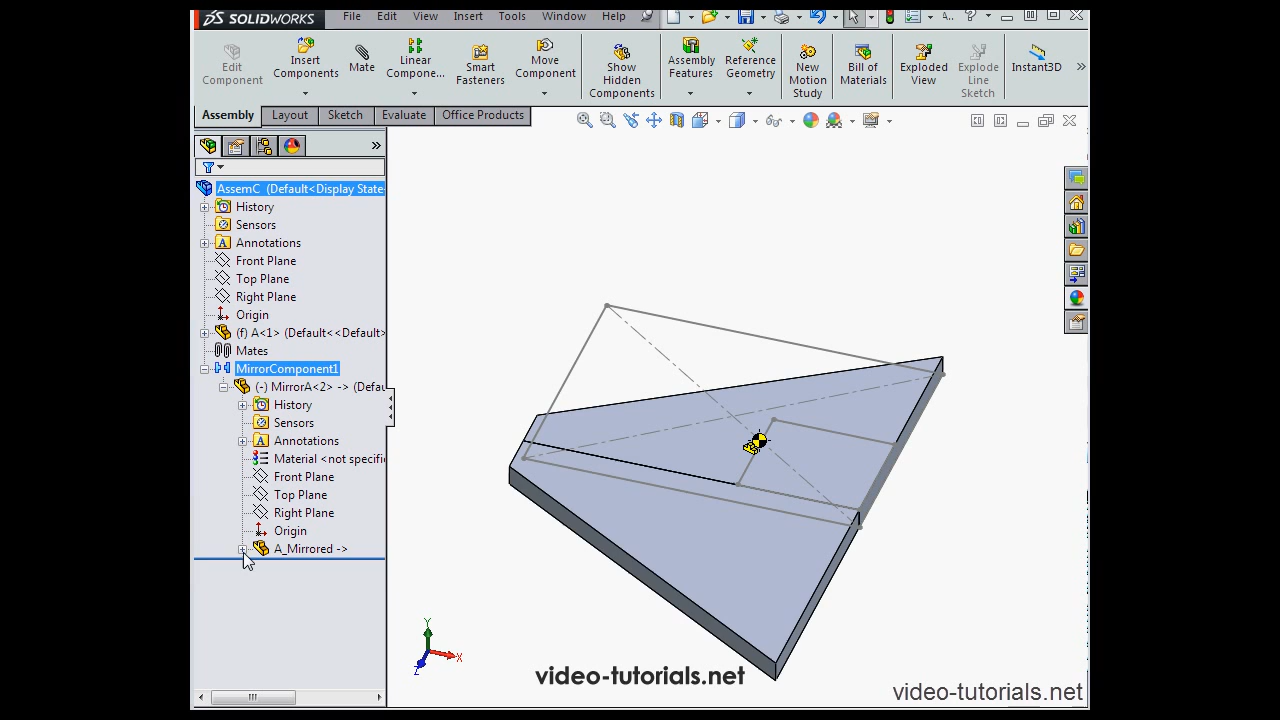 SOLIDWORKS File Edit View Insert Tools Window Help A.. ?
Edit Component
Insert Components
Mate
Linear Compone...
Smart Fasteners
Move Component
Show Hidden Components
Assembly Features
Reference Geometry
New Motion Study
Bill of Materials
Exploded View
Explode Line Sketch
Instant3D
»
Assembly Layout Sketch Evaluate Office Products
»
AssemC (Default<Display State-
History
Sensors
Annotations
Front Plane
Top Plane
Right Plane
Origin
(f) A<1> (Default<<Default>
Mates
MirrorComponent1
(-) MirrorA<2> -> (Defau
History
Sensors
Annotations
Material <not specifi
Front Plane
Top Plane
Right Plane
Origin
A_Mirrored ->
Y
X
Z
video-tutorials.net
video-tutorials.net